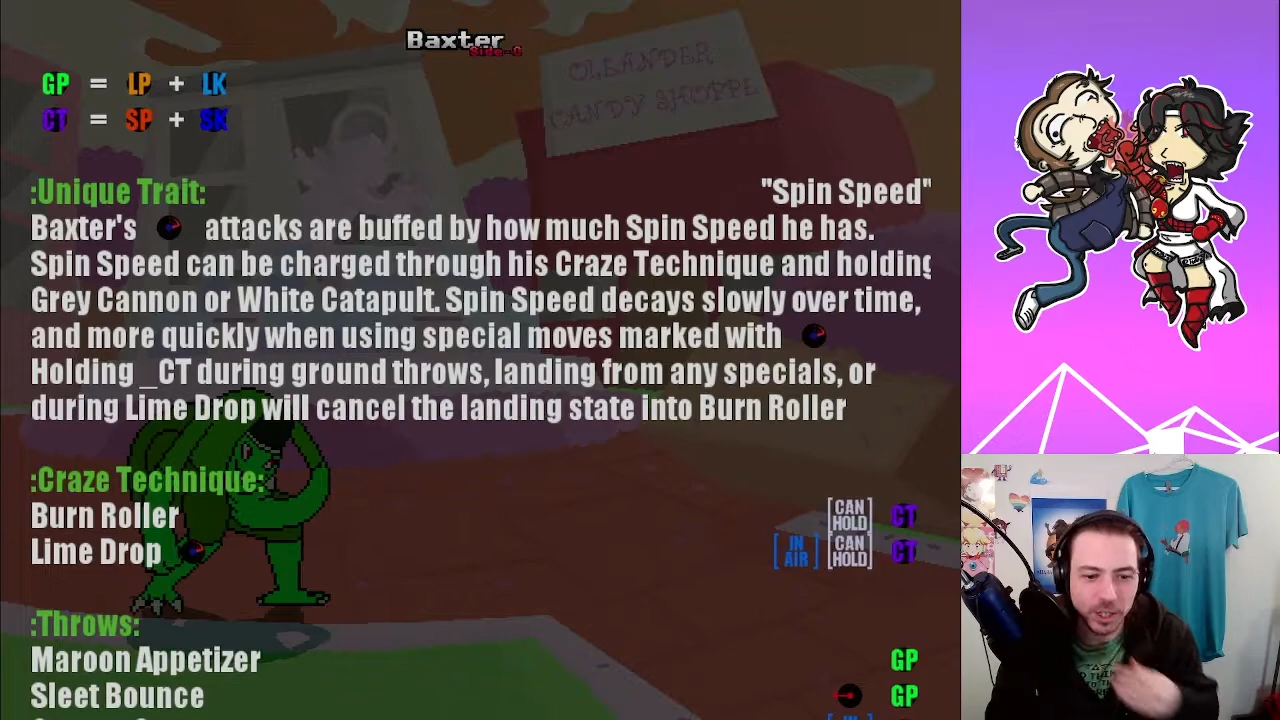 Baxter
Side-C
GP = LP + LK
CT = SP + SK
OLEANDER
CANDY SHOPPE
:Unique Trait: "Spin Speed"
Baxter's attacks are buffed by how much Spin Speed he has.
Spin Speed can be charged through his Craze Technique and holding
Grey Cannon or White Catapult. Spin Speed decays slowly over time,
and more quickly when using special moves marked with
Holding _CT during ground throws, landing from any specials, or
during Lime Drop will cancel the landing state into Burn Roller
:Craze Technique:
Burn Roller [CAN HOLD] CT
Lime Drop [IN AIR] [CAN HOLD] CT
:Throws:
Maroon Appetizer GP
Sleet Bounce GP